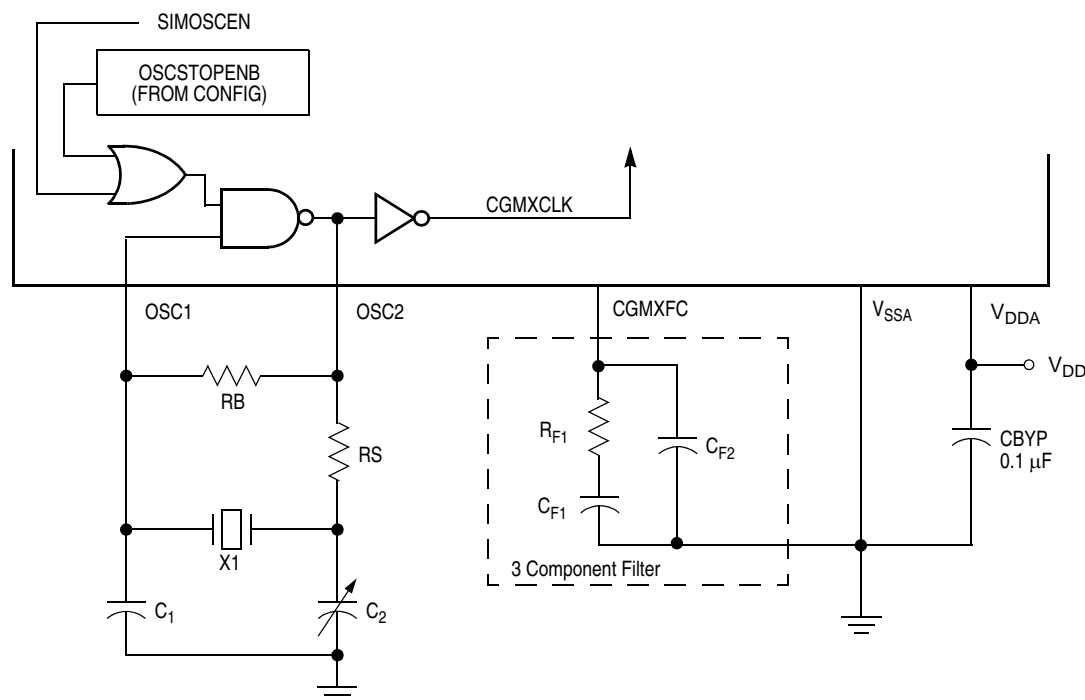 SIMOSCEN
OSCSTOPENB
(FROM CONFIG)
CGMXCLK
OSC1
OSC2
CGMXFC
VSSA
VDDA
VDD
RB
RS
RF1
CF2
CBYP
0.1 μF
CF1
X1
3 Component Filter
C1
C2